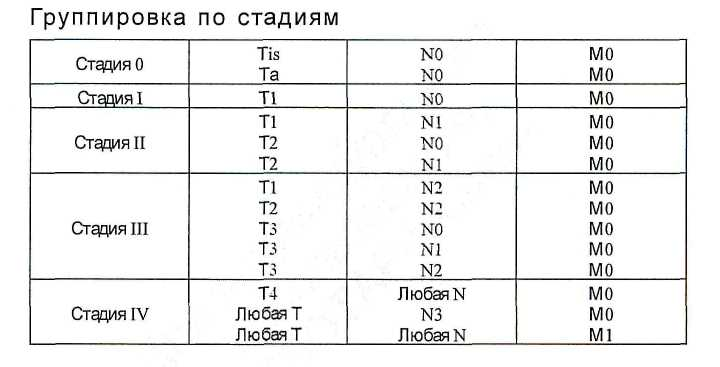 Группировка по стадиям
Стадия 0 Tis N0 M0
Ta N0 M0
Стадия I T1 N0 M0
Стадия II T1 N1 M0
T2 N0 M0
T2 N1 M0
Стадия III T1 N2 M0
T2 N2 M0
T3 N0 M0
T3 N1 M0
T3 N2 M0
Стадия IV T4 Любая N M0
Любая T N3 M0
Любая T Любая N M1